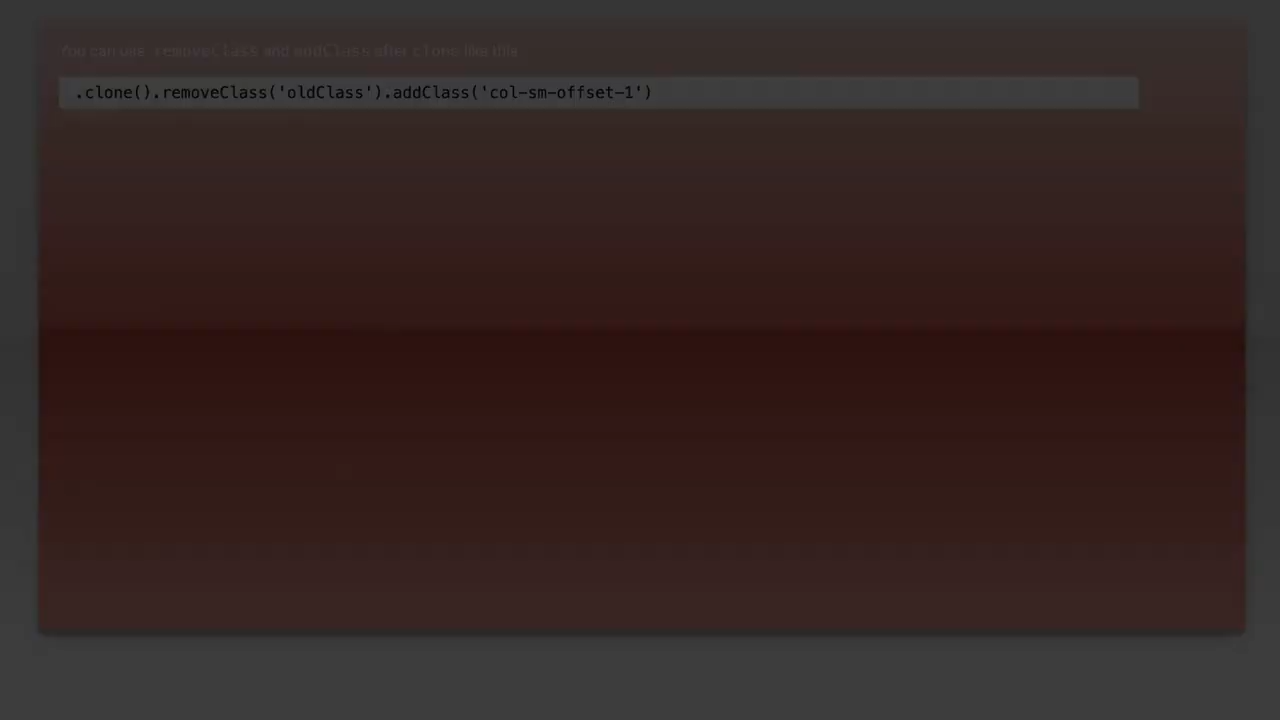 You can use .removeClass and addClass after clone like this
.clone().removeClass('oldClass').addClass('col-sm-offset-1')